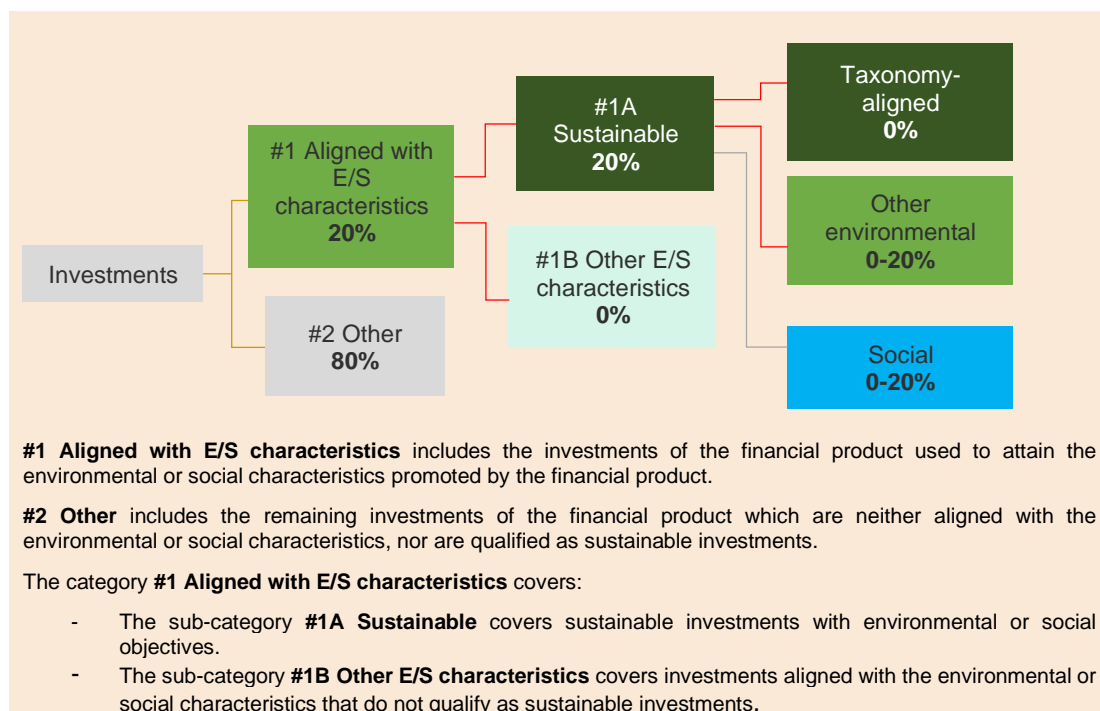 Investments
#1 Aligned with
E/S
characteristics
20%
#2 Other
80%
#1A
Sustainable
20%
#1B Other E/S
characteristics
0%
Taxonomy-
aligned
0%
Other
environmental
0-20%
Social
0-20%
#1 Aligned with E/S characteristics includes the investments of the financial product used to attain the
environmental or social characteristics promoted by the financial product.
#2 Other includes the remaining investments of the financial product which are neither aligned with the
environmental or social characteristics, nor are qualified as sustainable investments.
The category #1 Aligned with E/S characteristics covers:
- The sub-category #1A Sustainable covers sustainable investments with environmental or social
objectives.
- The sub-category #1B Other E/S characteristics covers investments aligned with the environmental or
social characteristics that do not qualify as sustainable investments.